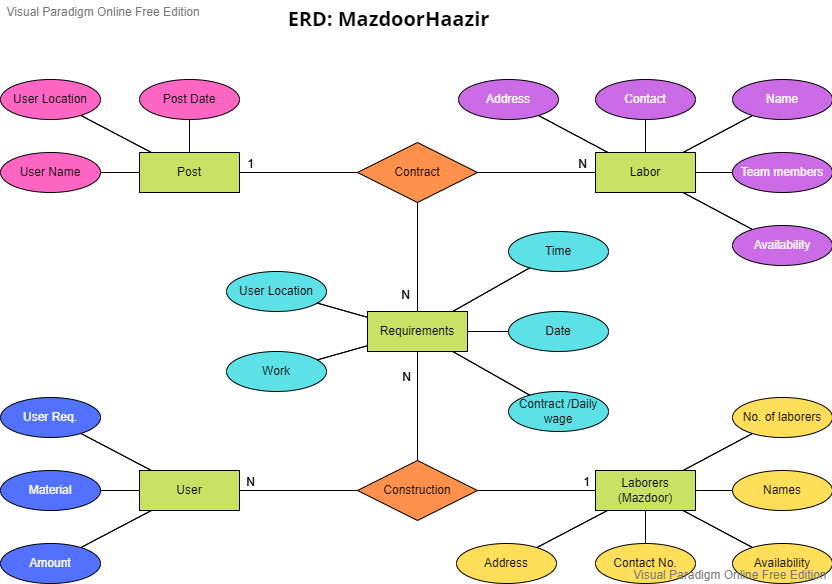 Visual Paradigm Online Free Edition
ERD: MazdoorHaazir
User Location
Post Date
Address
Contact
Name
User Name
Post
1
Contract
N
Labor
Team members
Availability
Time
User Location
N
Requirements
Date
Work
N
Contract /Daily
wage
User Req.
No. of laborers
Material
User
N
Construction
1
Laborers
(Mazdoor)
Names
Amount
Address
Contact No.
Availability
Visual Paradigm Online Free Edition